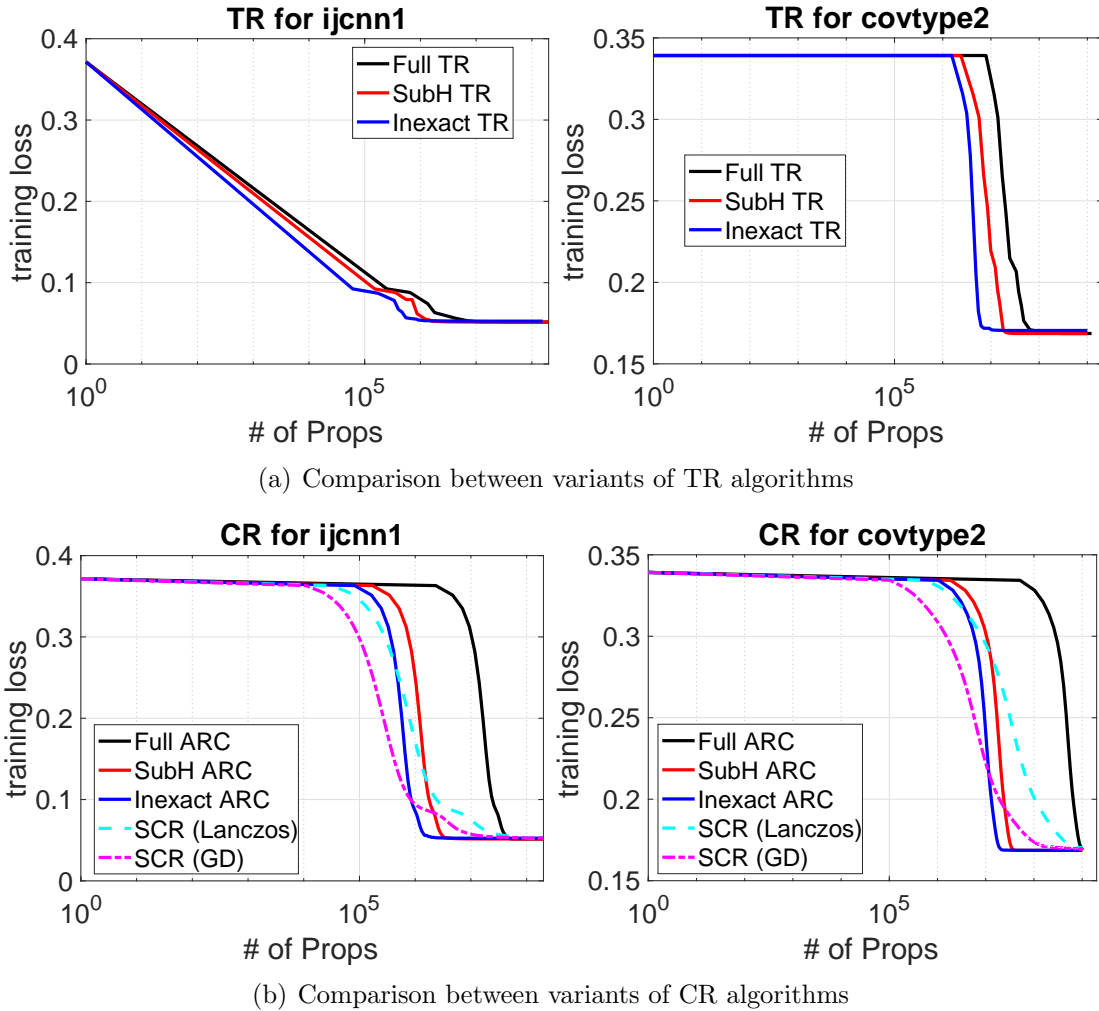 TR for ijcnn1
0.4
0.3
0.2
0.1
0
training loss
Full TR
SubH TR
Inexact TR
10^0
10^5
# of Props
TR for covtype2
0.35
0.3
0.25
0.2
0.15
training loss
Full TR
SubH TR
Inexact TR
10^0
10^5
# of Props
(a) Comparison between variants of TR algorithms
CR for ijcnn1
0.4
0.3
0.2
0.1
0
training loss
Full ARC
SubH ARC
Inexact ARC
SCR (Lanczos)
SCR (GD)
10^0
10^5
# of Props
CR for covtype2
0.35
0.3
0.25
0.2
0.15
training loss
Full ARC
SubH ARC
Inexact ARC
SCR (Lanczos)
SCR (GD)
10^0
10^5
# of Props
(b) Comparison between variants of CR algorithms